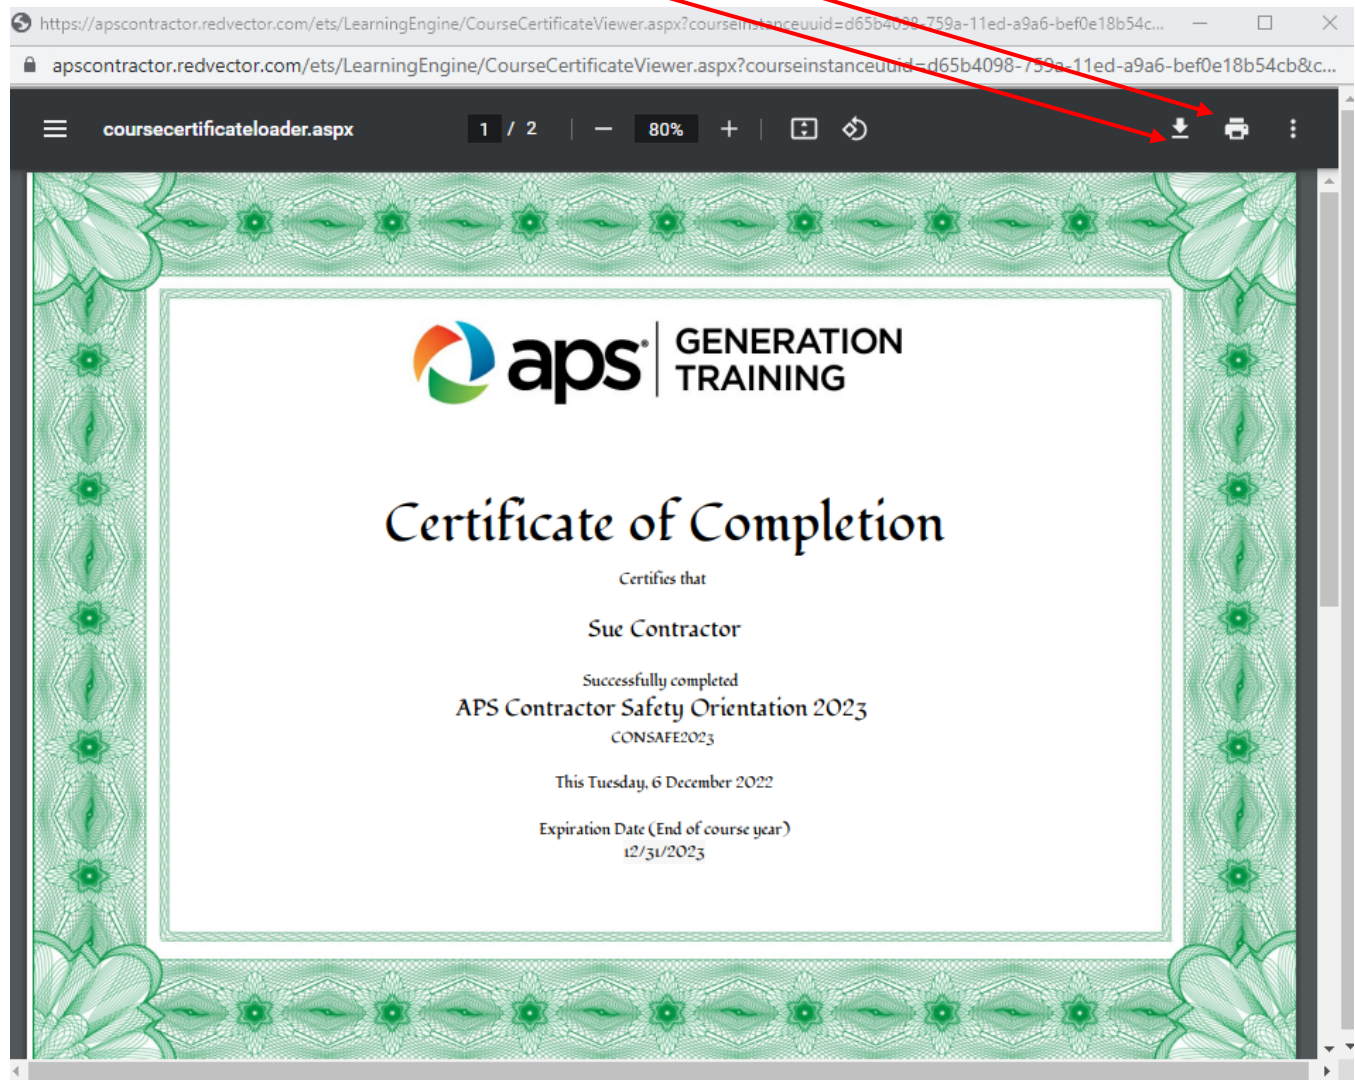 https://apscontractor.redvector.com/ets/LearningEngine/CourseCertificateViewer.aspx?courseinstanceuuid=d65b4098-759a-11ed-a9a6-bef0e18b54c...
apscontractor.redvector.com/ets/LearningEngine/CourseCertificateViewer.aspx?courseinstanceuuid=d65b4098-759a-11ed-a9a6-bef0e18b54cb&c...
coursecertificateloader.aspx 1 / 2 80%
aps GENERATION
TRAINING
Certificate of Completion
Certifies that
Sue Contractor
Successfully completed
APS Contractor Safety Orientation 2023
CONSAFE2023
This Tuesday, 6 December 2022
Expiration Date (End of course year)
12/31/2023